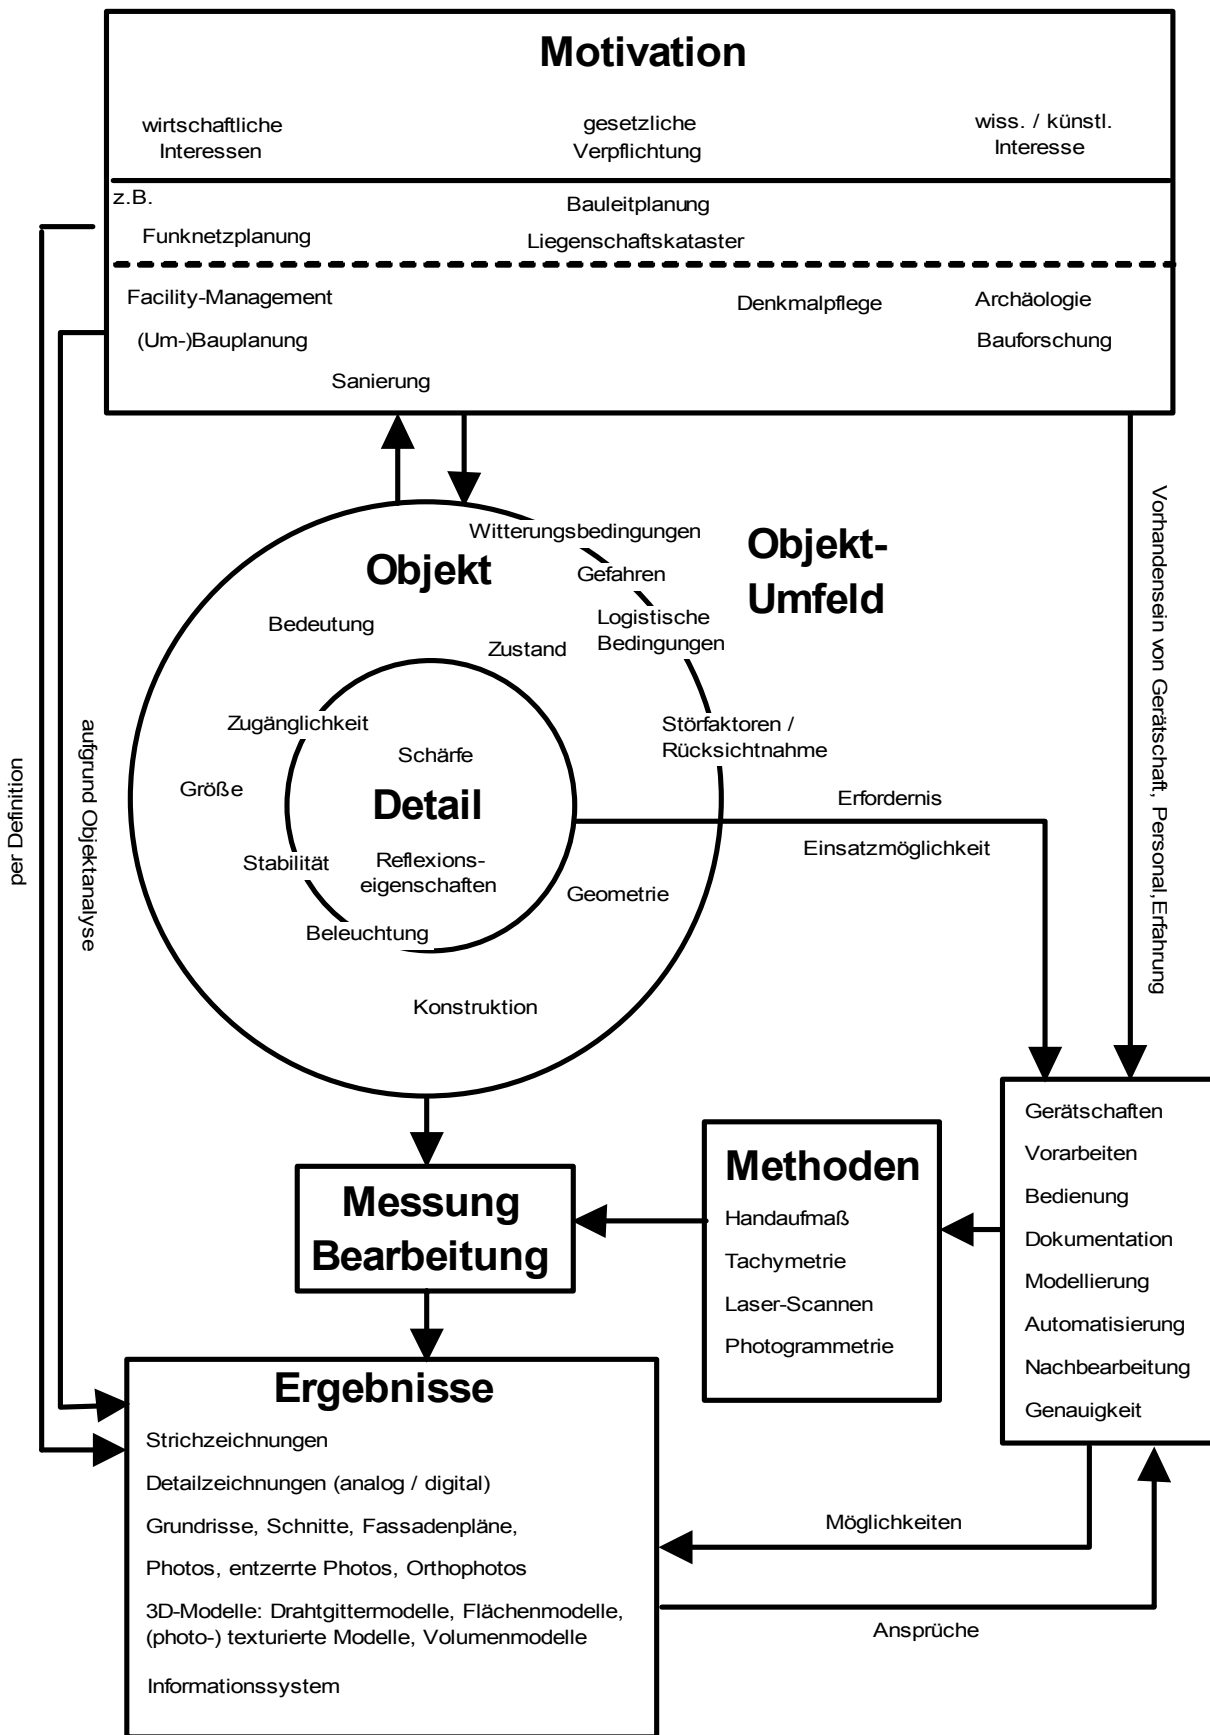 Motivation
wirtschaftliche
Interessen
gesetzliche
Verpflichtung
wiss. / künstl.
Interesse
z.B.
Bauleitplanung
Funknetzplanung
Liegenschaftskataster
Facility-Management
Denkmalpflege
Archäologie
(Um-)Bauplanung
Bauforschung
Sanierung
Objekt
Witterungsbedingungen
Gefahren
Objekt-
Umfeld
Bedeutung
Logistische
Bedingungen
Zustand
Zugänglichkeit
Störfaktoren /
Rücksichtnahme
Schärfe
Größe
Detail
Stabilität
Reflexions-
eigenschaften
Geometrie
Beleuchtung
Konstruktion
Erfordernis
Einsatzmöglichkeit
per Definition
aufgrund Objektanalyse
Vorhandensein von Gerätschaft, Personal,Erfahrung
Messung
Bearbeitung
Methoden
Handaufmaß
Tachymetrie
Laser-Scannen
Photogrammetrie
Gerätschaften
Vorarbeiten
Bedienung
Dokumentation
Modellierung
Automatisierung
Nachbearbeitung
Genauigkeit
Ergebnisse
Strichzeichnungen
Detailzeichnungen (analog / digital)
Grundrisse, Schnitte, Fassadenpläne,
Photos, entzerrte Photos, Orthophotos
3D-Modelle: Drahtgittermodelle, Flächenmodelle,
(photo-) texturierte Modelle, Volumenmodelle
Informationssystem
Möglichkeiten
Ansprüche